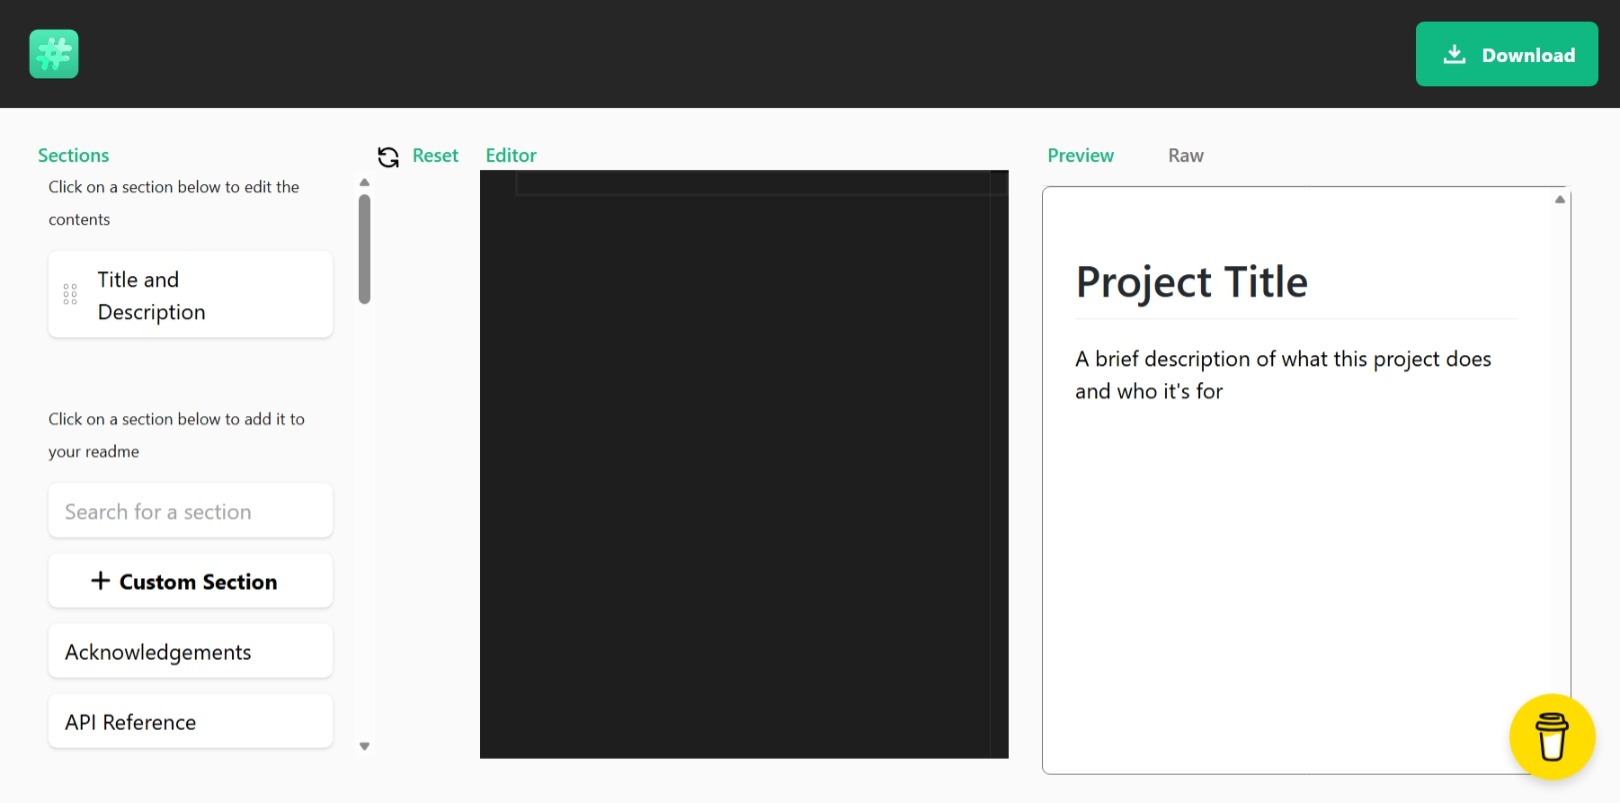 Download
Sections
Reset
Editor
Preview
Raw
Click on a section below to edit the
contents
Title and
Description
Click on a section below to add it to
your readme
Search for a section
+ Custom Section
Acknowledgements
API Reference
Project Title
A brief description of what this project does
and who it's for